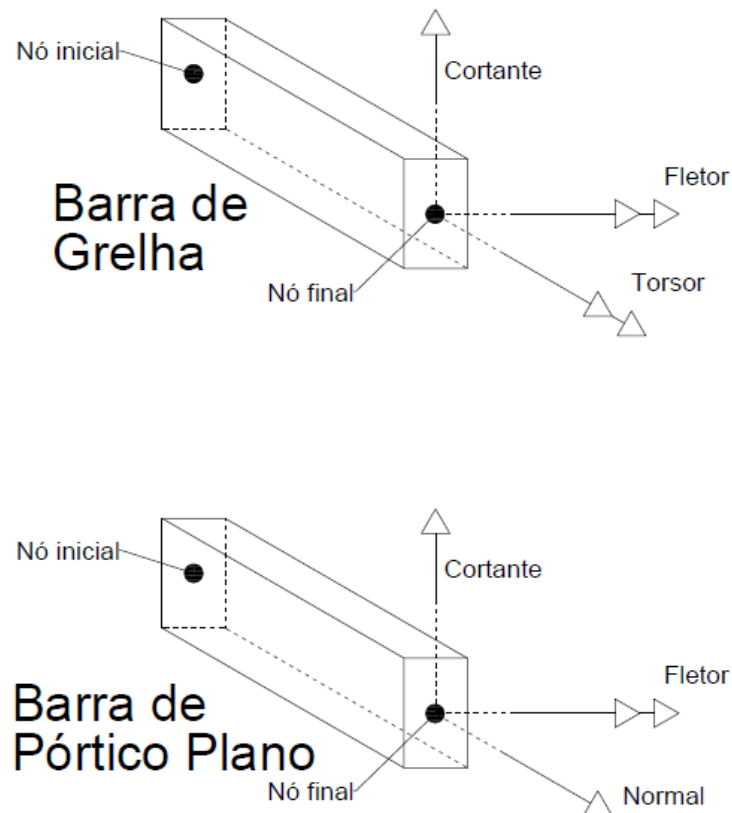 Nó inicial
Cortante
Fletor
Barra de
Grelha
Torsor
Nó final
Nó inicial
Cortante
Fletor
Barra de
Pórtico Plano
Nó final
Normal